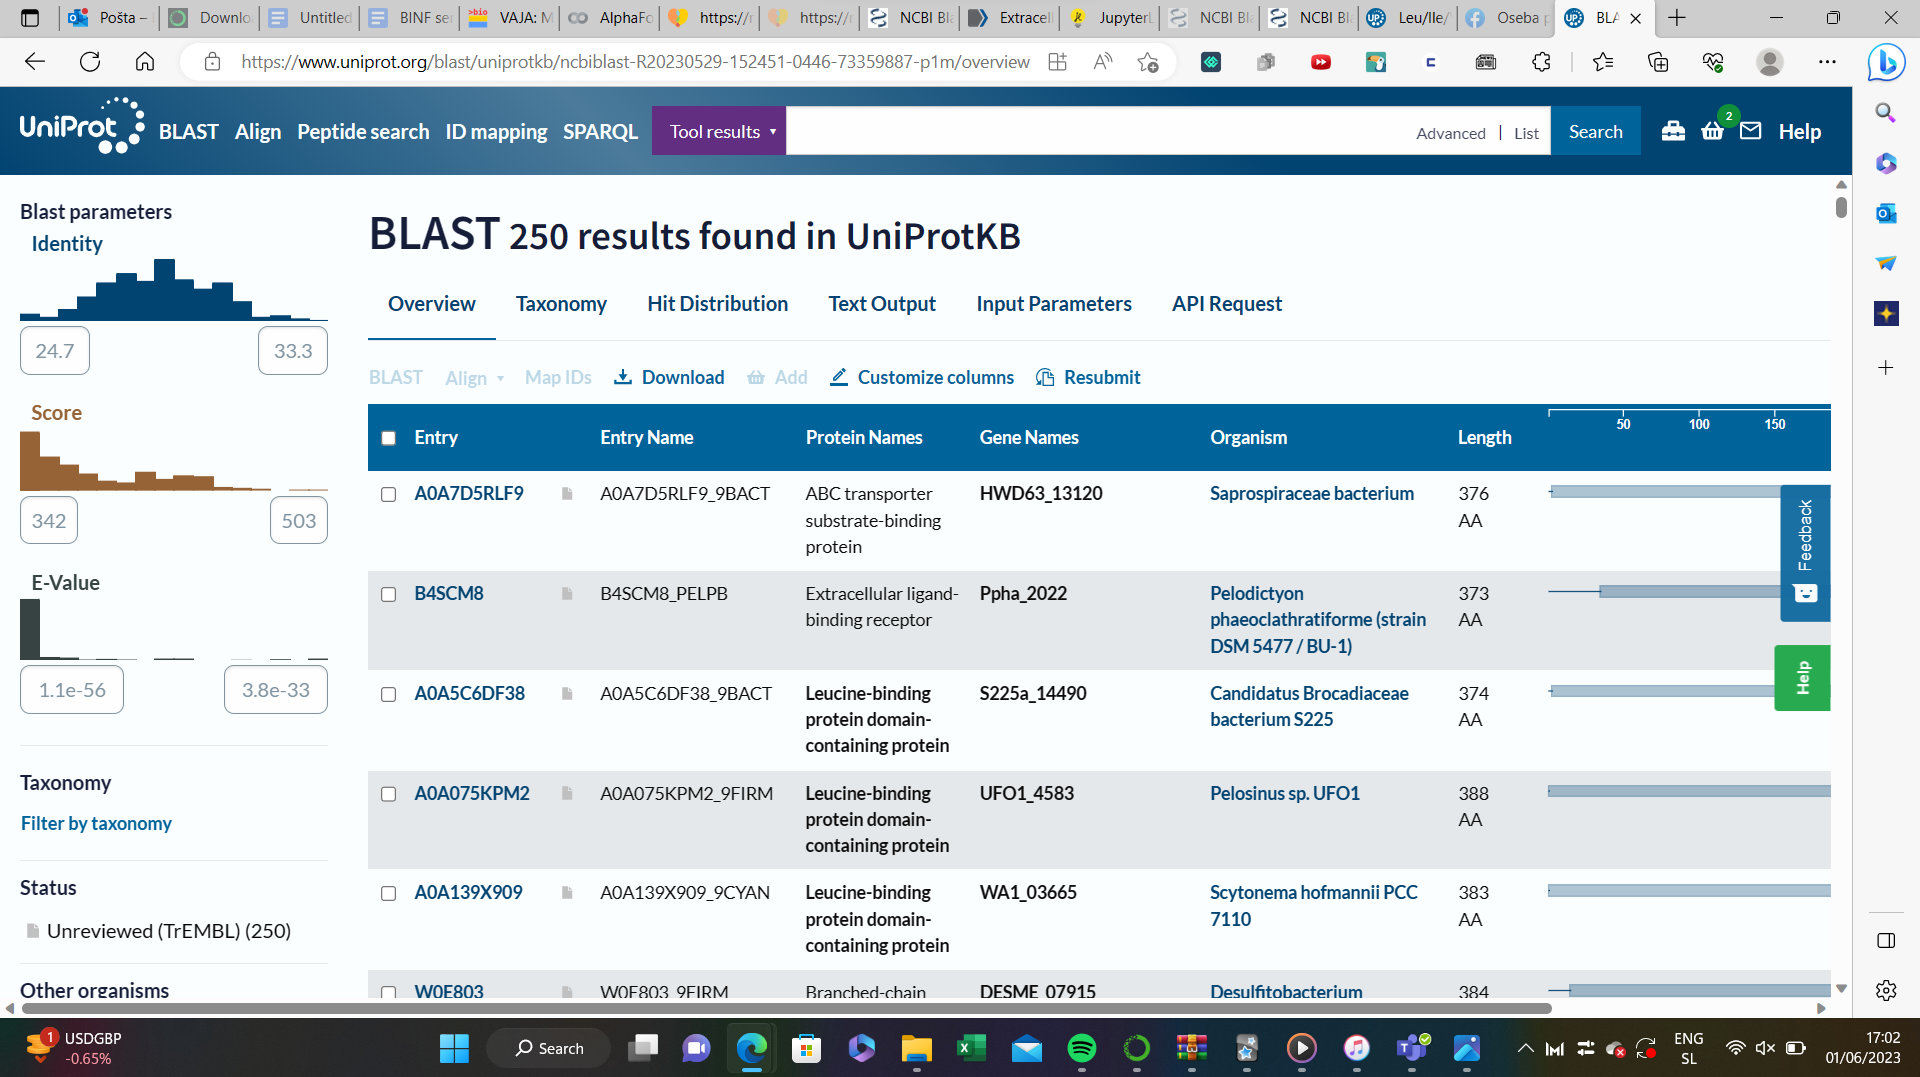 Pošta –
Downlo
Untitled
BINF se
VAJA: M
AlphaFo
https://r
https://r
NCBI Bl
Extracell
JupyterL
NCBI Bl
NCBI Bl
Leu/Ile/
Oseba p
BLA
https://www.uniprot.org/blast/uniprotkb/ncbiblast-R20230529-152451-0446-73359887-p1m/overview
UniProt BLAST Align Peptide search ID mapping SPARQL Tool results Advanced | List Search 2 Help
Blast parameters
Identity
24.7 33.3
Score
342 503
E-Value
1.1e-56 3.8e-33
Taxonomy
Filter by taxonomy
Status
Unreviewed (TrEMBL) (250)
Other organisms
BLAST 250 results found in UniProtKB
Overview Taxonomy Hit Distribution Text Output Input Parameters API Request
BLAST Align Map IDs Download Add Customize columns Resubmit
Entry Entry Name Protein Names Gene Names Organism Length 50 100 150
A0A7D5RLF9 A0A7D5RLF9_9BACT ABC transporter substrate-binding protein HWD63_13120 Saprospiraceae bacterium 376 AA
B4SCM8 B4SCM8_PELPB Extracellular ligand-binding receptor Ppha_2022 Pelodictyon phaeoclathratiforme (strain DSM 5477 / BU-1) 373 AA
A0A5C6DF38 A0A5C6DF38_9BACT Leucine-binding protein domain-containing protein S225a_14490 Candidatus Brocadiaceae bacterium S225 374 AA
A0A075KPM2 A0A075KPM2_9FIRM Leucine-binding protein domain-containing protein UFO1_4583 Pelosinus sp. UFO1 388 AA
A0A139X909 A0A139X909_9CYAN Leucine-binding protein domain-containing protein WA1_03665 Scytonema hofmannii PCC 7110 383 AA
W0E803 W0E803_9FIRM Branched-chain DESME_07915 Desulfitobacterium 384
Feedback
Help
1
USDGBP
-0.65%
Search
ENG
SL
17:02
01/06/2023